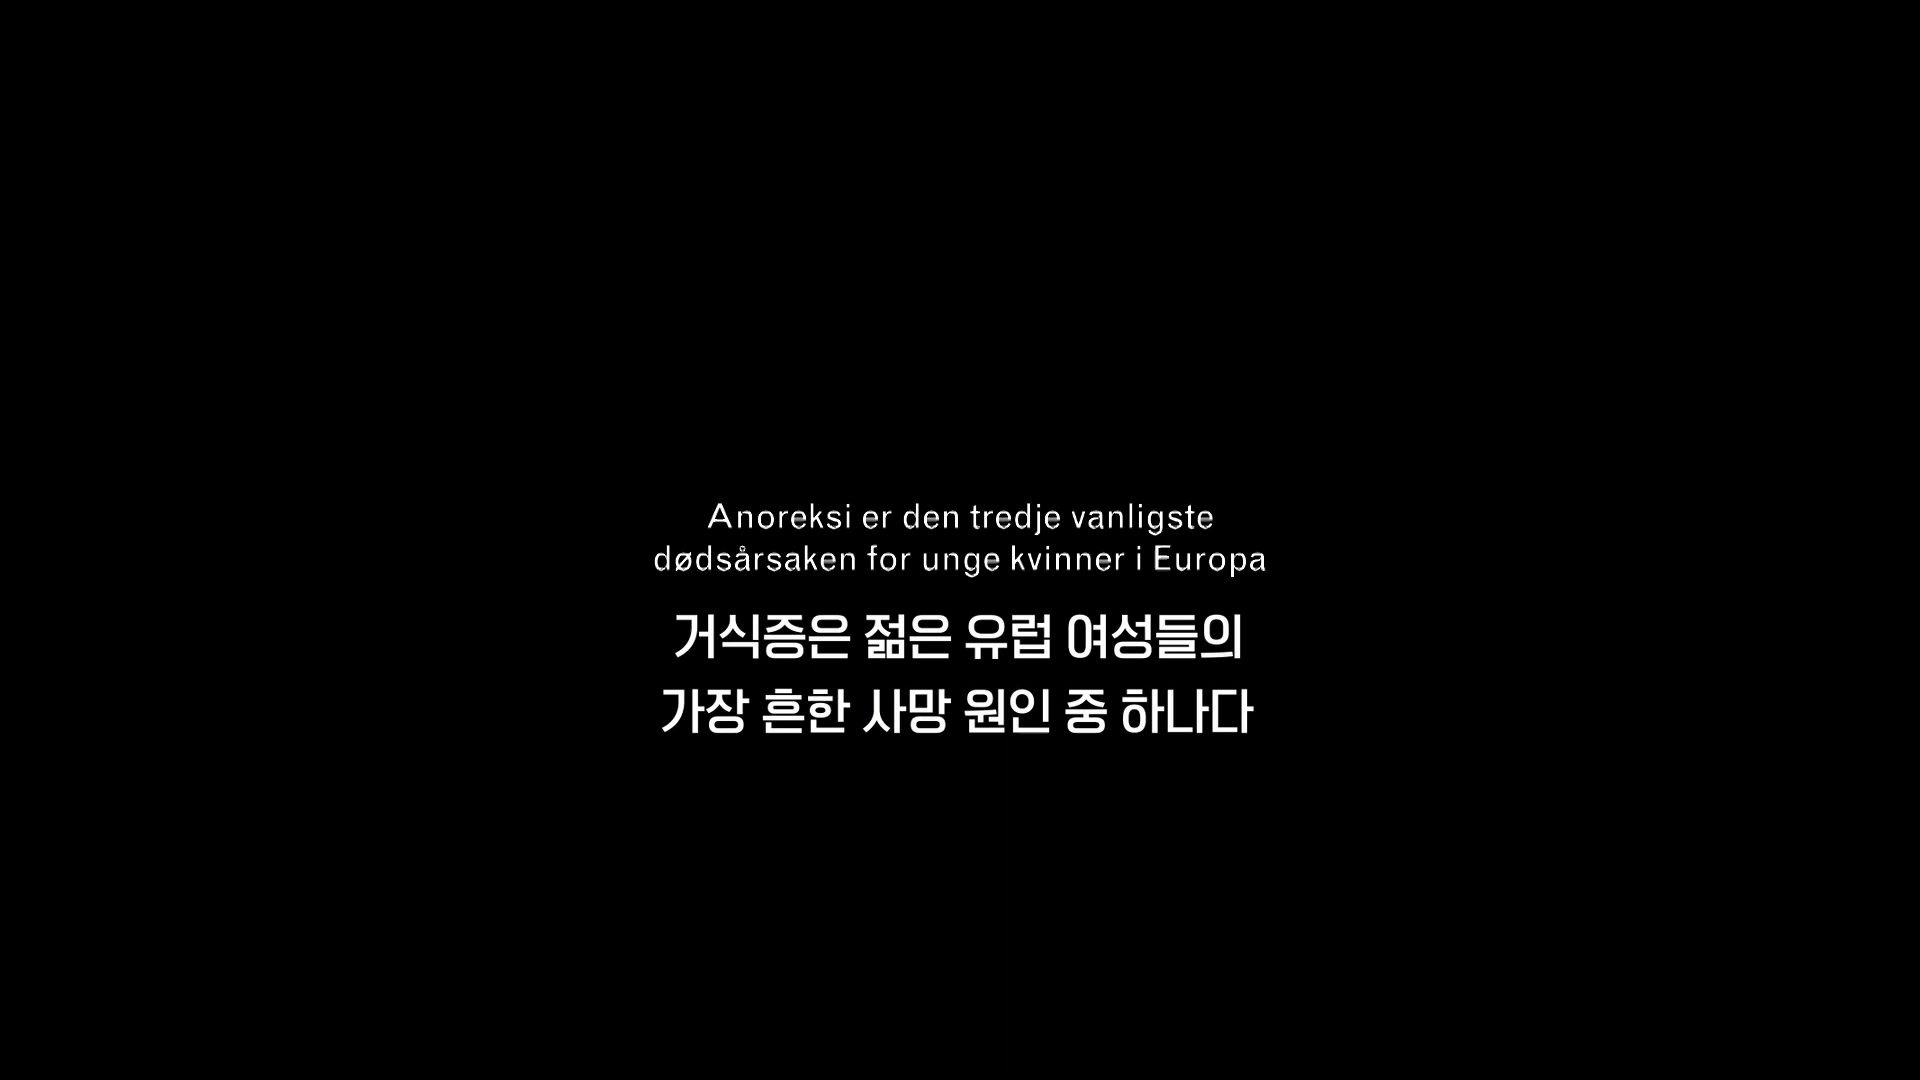 Anoreksi er den tredje vanligste
dødsårsaken for unge kvinner i Europa
거식증은 젊은 유럽 여성들의
가장 흔한 사망 원인 중 하나다